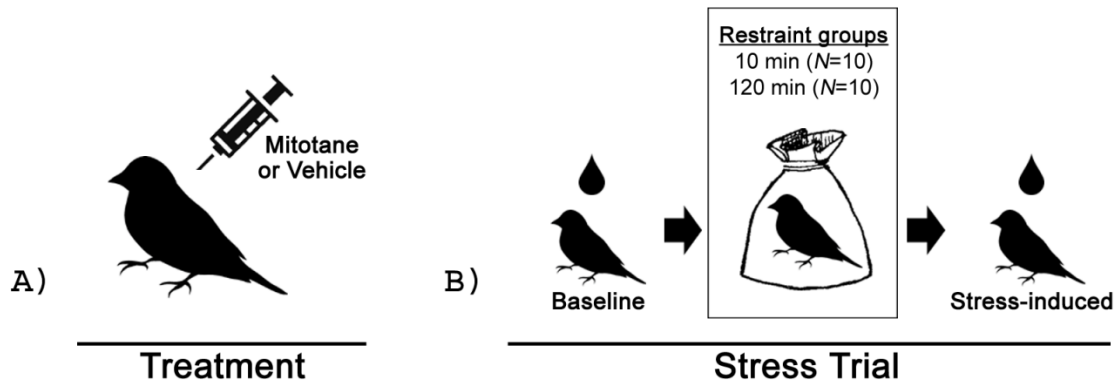 A)
Mitotane
or Vehicle
Treatment
B)
Baseline
Restraint groups
10 min (N=10)
120 min (N=10)
Stress-induced
Stress Trial